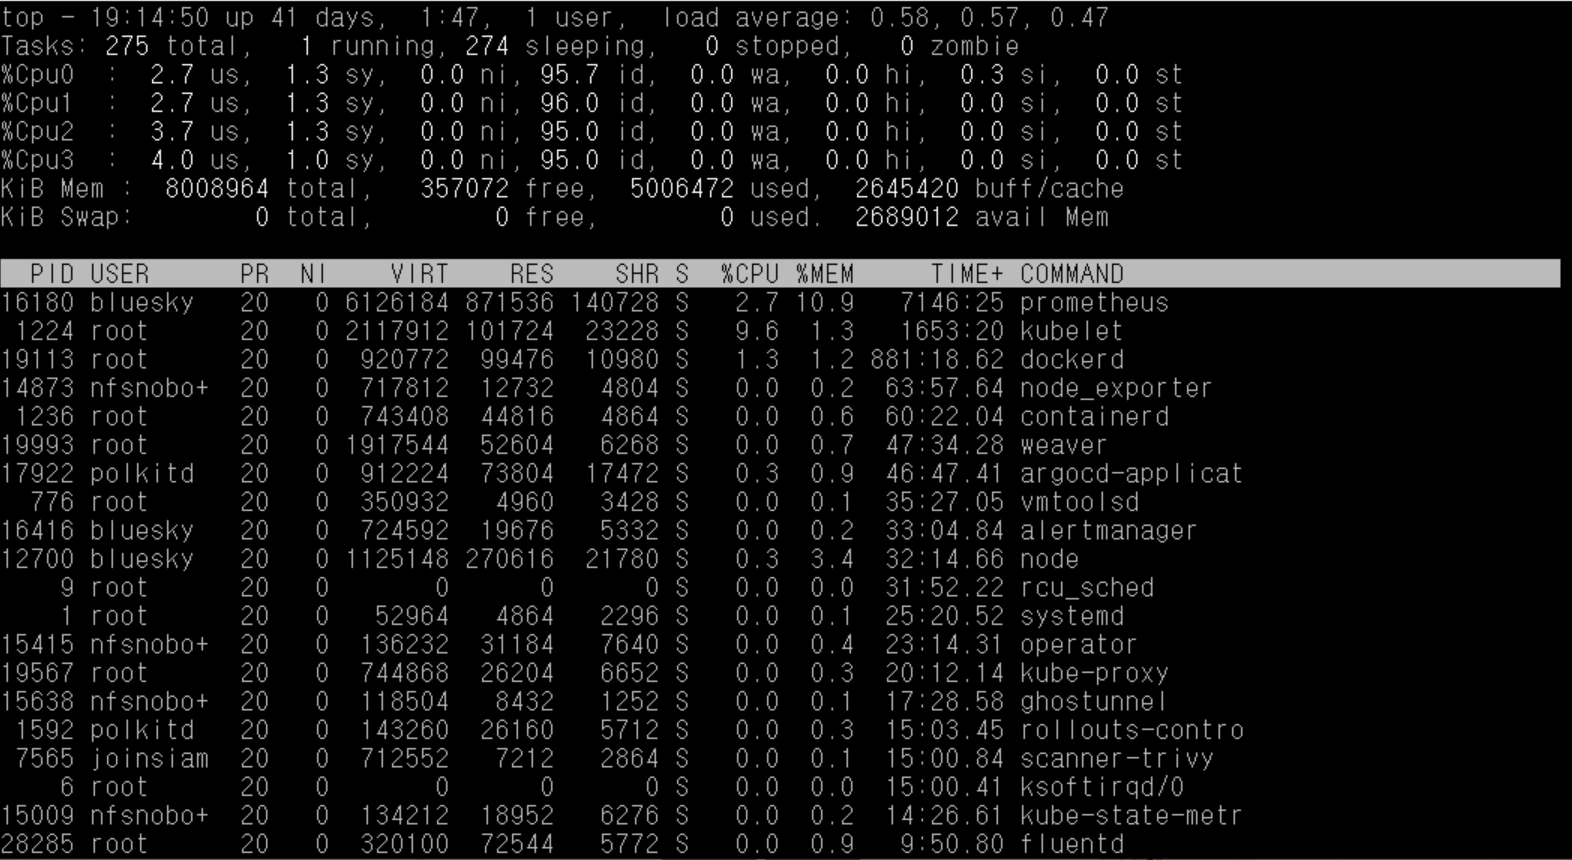 top - 19:14:50 up 41 days,  1:47,  1 user,  load average: 0.58, 0.57, 0.47
Tasks: 275 total,   1 running, 274 sleeping,   0 stopped,   0 zombie
%Cpu0  :  2.7 us,  1.3 sy,  0.0 ni, 95.7 id,  0.0 wa,  0.0 hi,  0.3 si,  0.0 st
%Cpu1  :  2.7 us,  1.3 sy,  0.0 ni, 96.0 id,  0.0 wa,  0.0 hi,  0.0 si,  0.0 st
%Cpu2  :  3.7 us,  1.3 sy,  0.0 ni, 95.0 id,  0.0 wa,  0.0 hi,  0.0 si,  0.0 st
%Cpu3  :  4.0 us,  1.0 sy,  0.0 ni, 95.0 id,  0.0 wa,  0.0 hi,  0.0 si,  0.0 st
KiB Mem :  8008964 total,   357072 free,  5006472 used,  2645420 buff/cache
KiB Swap:        0 total,        0 free,        0 used.  2689012 avail Mem
  PID USER      PR  NI    VIRT    RES    SHR S  %CPU %MEM     TIME+ COMMAND
16180 bluesky   20   0 6126184 871536 140728 S   2.7 10.9   7146:25 prometheus
 1224 root      20   0 2117912 101724  23228 S   9.6  1.3   1653:20 kubelet
19113 root      20   0  920772  99476  10980 S   1.3  1.2 881:18.62 dockerd
14873 nfsnobo+  20   0  717812  12732   4804 S   0.0  0.2  63:57.64 node_exporter
 1236 root      20   0  743408  44816   4864 S   0.0  0.6  60:22.04 containerd
19993 root      20   0 1917544  52604   6268 S   0.0  0.7  47:34.28 weaver
17922 polkitd   20   0  912224  73804  17472 S   0.3  0.9  46:47.41 argocd-applicat
  776 root      20   0  350932   4960   3428 S   0.0  0.1  35:27.05 vmtoolsd
16416 bluesky   20   0  724592  19676   5332 S   0.0  0.2  33:04.84 alertmanager
12700 bluesky   20   0 1125148 270616  21780 S   0.3  3.4  32:14.66 node
    9 root      20   0       0      0      0 S   0.0  0.0  31:52.22 rcu_sched
    1 root      20   0   52964   4864   2296 S   0.0  0.1  25:20.52 systemd
15415 nfsnobo+  20   0  136232  31184   7640 S   0.0  0.4  23:14.31 operator
19567 root      20   0  744868  26204   6652 S   0.0  0.3  20:12.14 kube-proxy
15638 nfsnobo+  20   0  118504   8432   1252 S   0.0  0.1  17:28.58 ghostunnel
 1592 polkitd   20   0  143260  26160   5712 S   0.0  0.3  15:03.45 rollouts-contro
 7565 joinsiam  20   0  712552   7212   2864 S   0.0  0.1  15:00.84 scanner-trivy
    6 root      20   0       0      0      0 S   0.0  0.0  15:00.41 ksoftirqd/0
15009 nfsnobo+  20   0  134212  18952   6276 S   0.0  0.2  14:26.61 kube-state-metr
28285 root      20   0  320100  72544   5772 S   0.0  0.9   9:50.80 fluentd